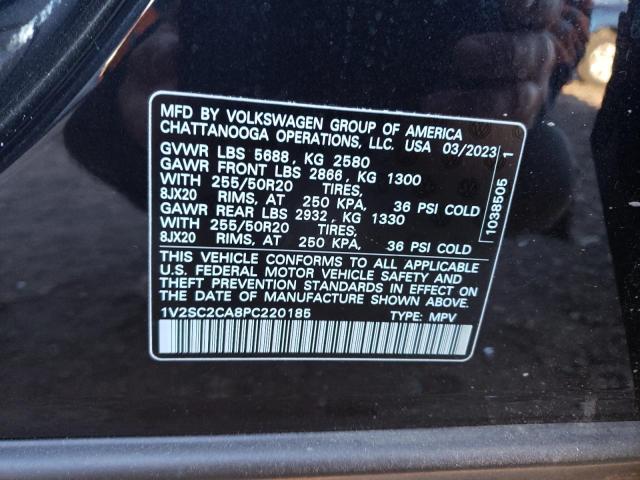 MFD BY VOLKSWAGEN GROUP OF AMERICA
CHATTANOOGA OPERATIONS, LLC. USA 03/2023
GVWR LBS 5688, KG 2580
GAWR FRONT LBS 2866, KG 1300
WITH 255/50R20 TIRES,
8JX20 RIMS, AT 250 KPA, 36 PSI COLD
GAWR REAR LBS 2932, KG 1330
WITH 255/50R20 TIRES,
8JX20 RIMS, AT 250 KPA, 36 PSI COLD
THIS VEHICLE CONFORMS TO ALL APPLICABLE
U.S. FEDERAL MOTOR VEHICLE SAFETY AND
THEFT PREVENTION STANDARDS IN EFFECT ON
THE DATE OF MANUFACTURE SHOWN ABOVE.
1V2SC2CA8PC220185 TYPE: MPV
1038505 1